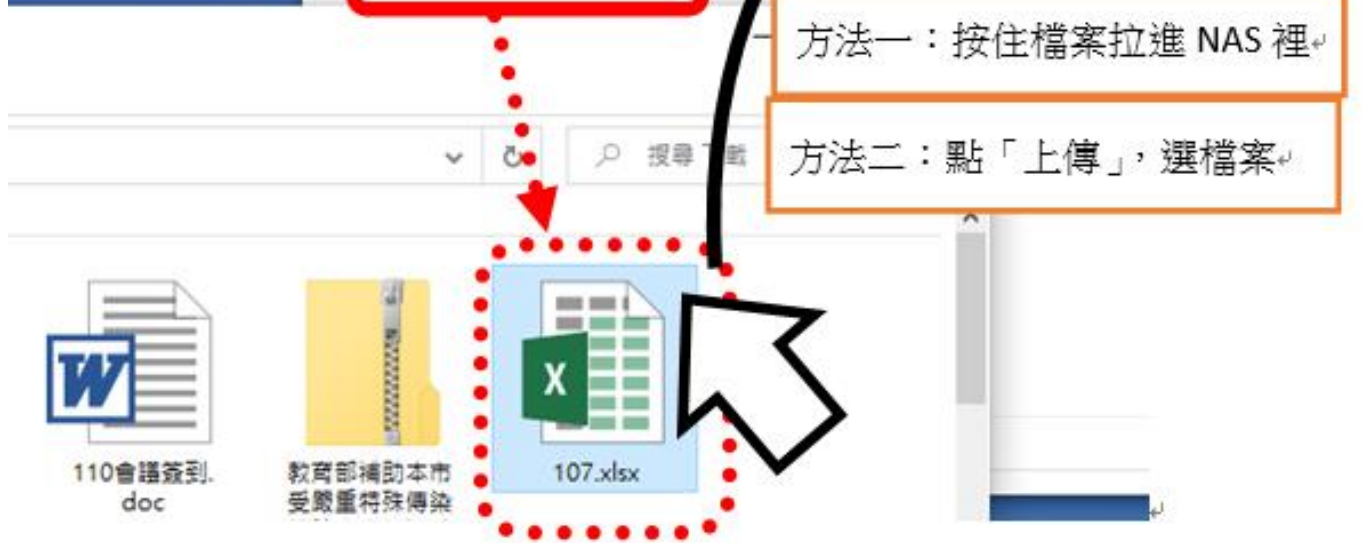 方法一：按住檔案拉進 NAS 裡
方法二：點「上傳」，選檔案
搜尋下載
W
X
110會議簽到.
doc
教育部補助本市
受嚴重特殊傳染
107.xlsx